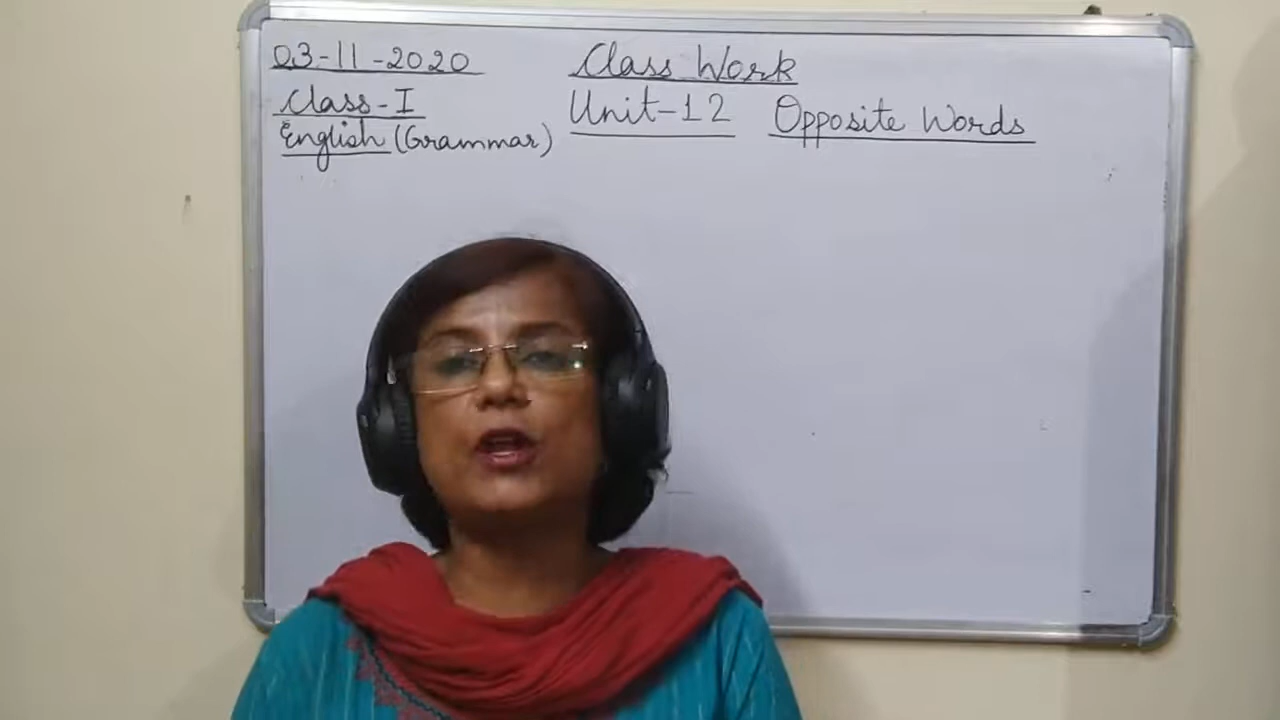 03-11-2020
Class Work
Class-I
Unit-12 Opposite Words
English (Grammar)